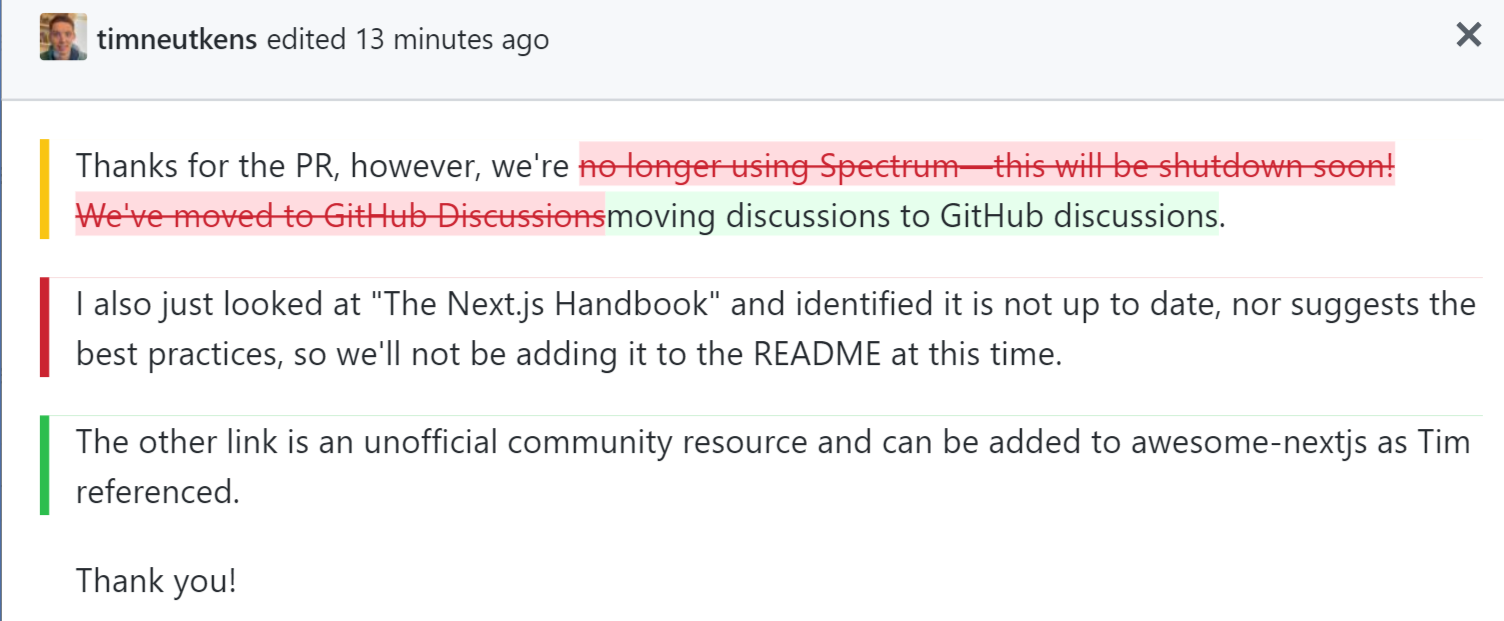 timneutkens edited 13 minutes ago
Thanks for the PR, however, we're no longer using Spectrum—this will be shutdown soon!
We've moved to GitHub Discussionsmoving discussions to GitHub discussions.
I also just looked at "The Next.js Handbook" and identified it is not up to date, nor suggests the
best practices, so we'll not be adding it to the README at this time.
The other link is an unofficial community resource and can be added to awesome-nextjs as Tim
referenced.
Thank you!